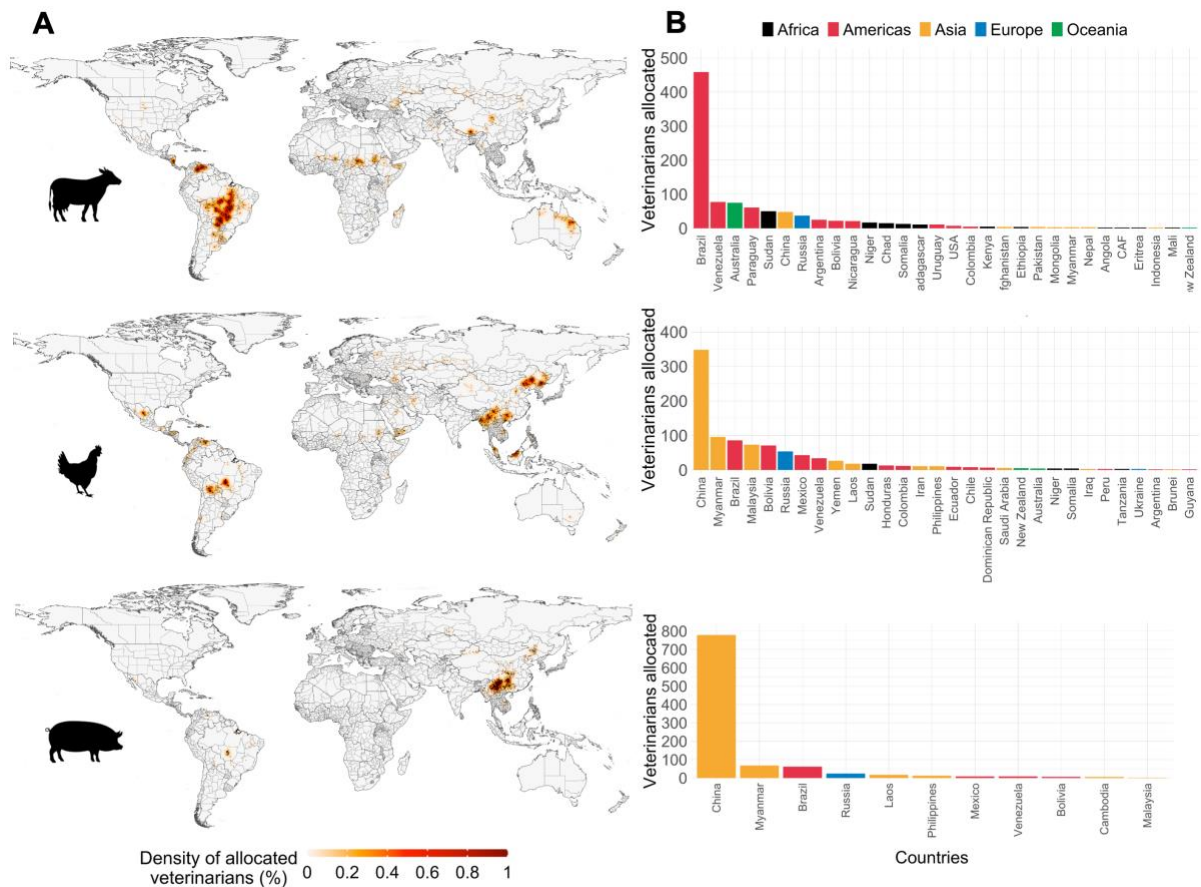 A
B
Africa Americas Asia Europe Oceania
Veterinarians allocated
500
400
300
200
100
0
Brazil
Venezuela
Australia
Paraguay
Sudan
China
Russia
Argentina
Bolivia
Nicaragua
Niger
Chad
Somalia
adagascar
Uruguay
USA
Colombia
Kenya
fghanistan
Ethiopia
Pakistan
Mongolia
Myanmar
Nepal
Angola
CAF
Eritrea
Indonesia
Mali
w Zealand
Veterinarians allocated
400
300
200
100
0
China
Myanmar
Brazil
Malaysia
Bolivia
Russia
Mexico
Venezuela
Yemen
Laos
Sudan
Honduras
Colombia
Iran
Philippines
Ecuador
Chile
Dominican Republic
Saudi Arabia
New Zealand
Australia
Niger
Somalia
Iraq
Peru
Tanzania
Ukraine
Argentina
Brunei
Guyana
Veterinarians allocated
800
700
600
500
400
300
200
100
0
China
Myanmar
Brazil
Russia
Laos
Philippines
Mexico
Venezuela
Bolivia
Cambodia
Malaysia
Countries
Density of allocated
veterinarians (%)
0 0.2 0.4 0.6 0.8 1